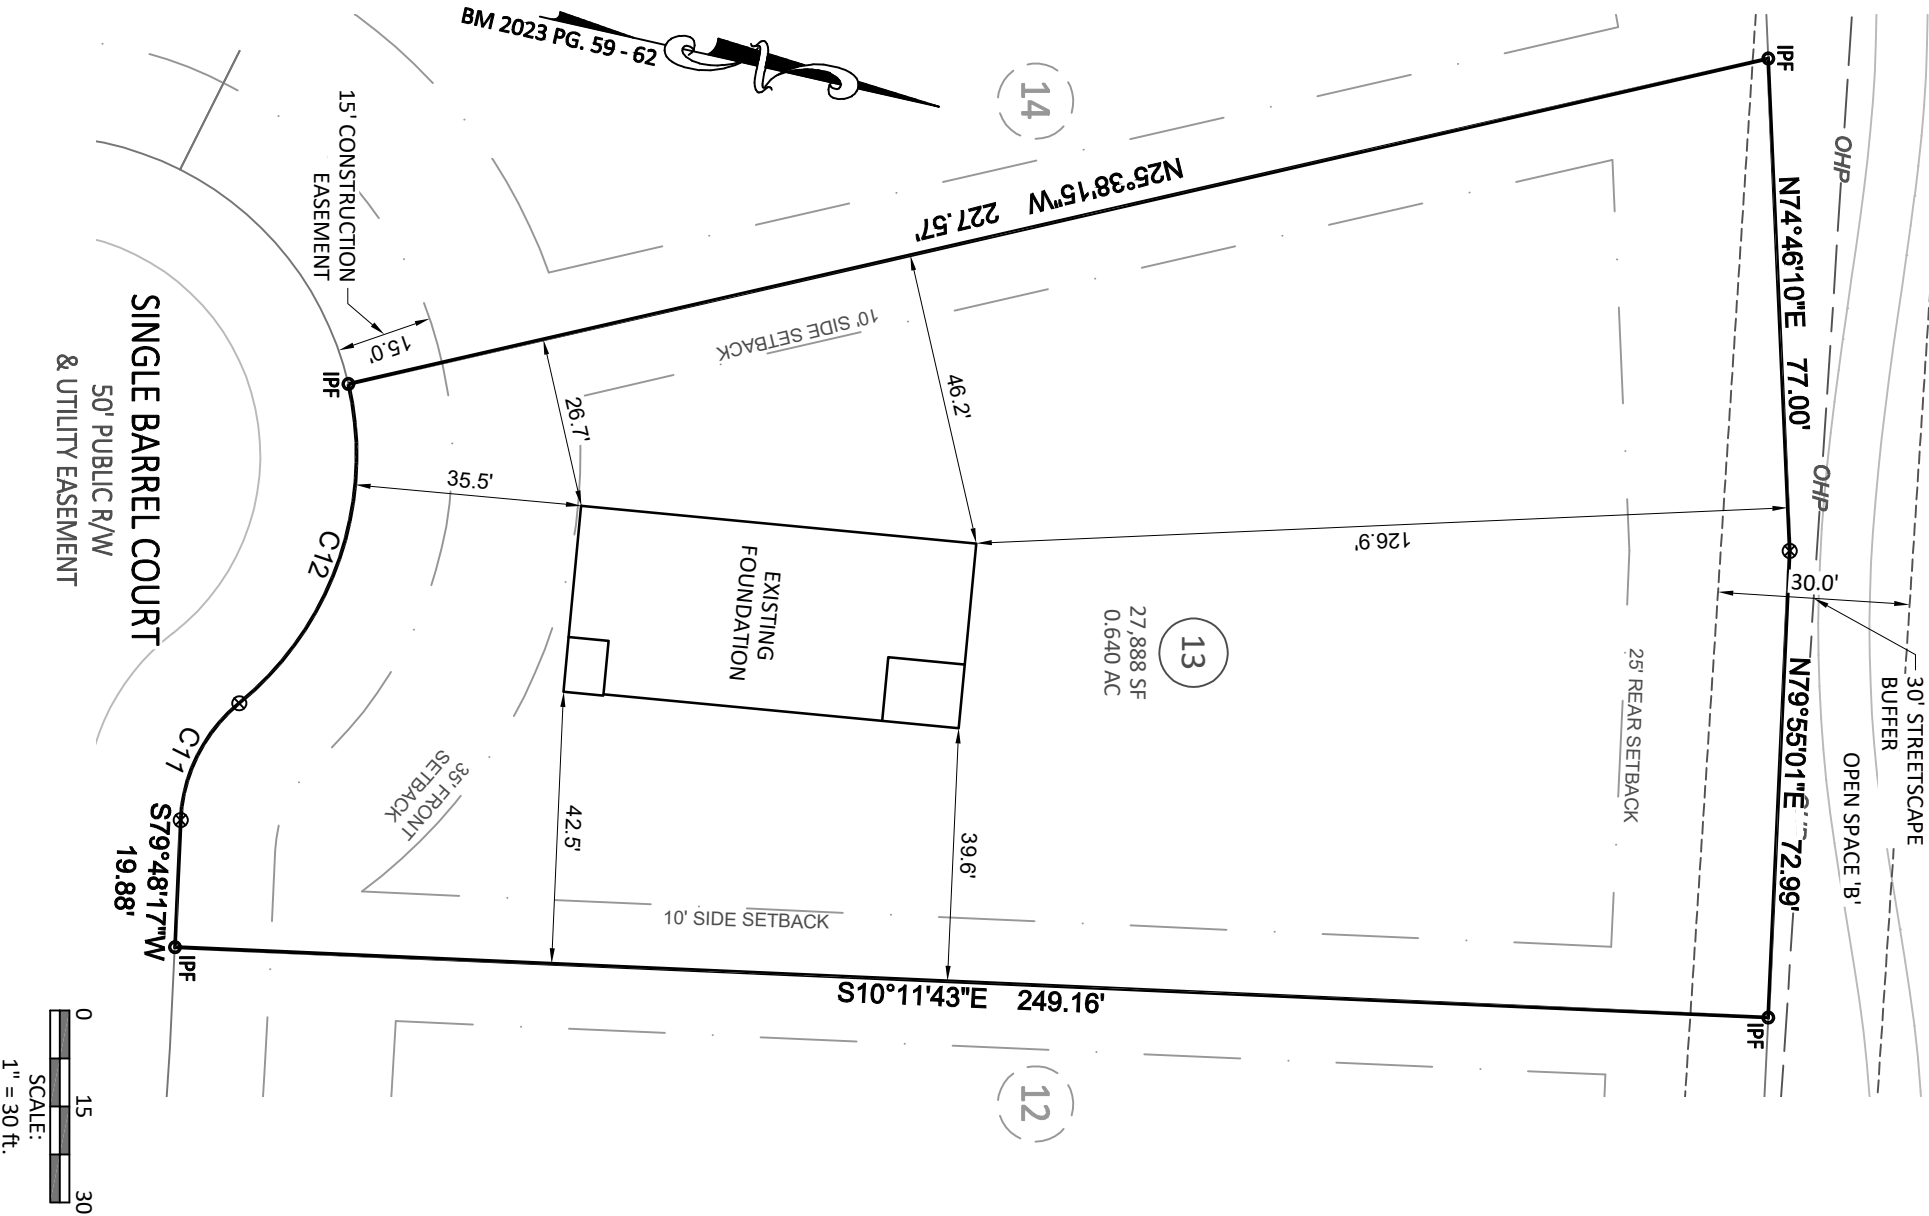 BM 2023 PG. 59 - 62
14
IPF
OHP
N74°46'10"E 77.00'
N25°38'15"W 227.57'
15' CONSTRUCTION
EASEMENT
15.0'
IPF
10' SIDE SETBACK
26.7'
46.2'
126.9'
OHP
30.0'
30' STREETSCAPE
BUFFER
OPEN SPACE 'B'
N79°55'01"E 72.99'
25' REAR SETBACK
13
27,888 SF
0.640 AC
EXISTING
FOUNDATION
35.5'
C12
SINGLE BARREL COURT
50' PUBLIC R/W
& UTILITY EASEMENT
C11
35' FRONT
SETBACK
42.5'
39.6'
10' SIDE SETBACK
S79°48'17"W
19.88'
IPF
S10°11'43"E 249.16'
IPF
12
0 15 30
SCALE:
1" = 30 ft.